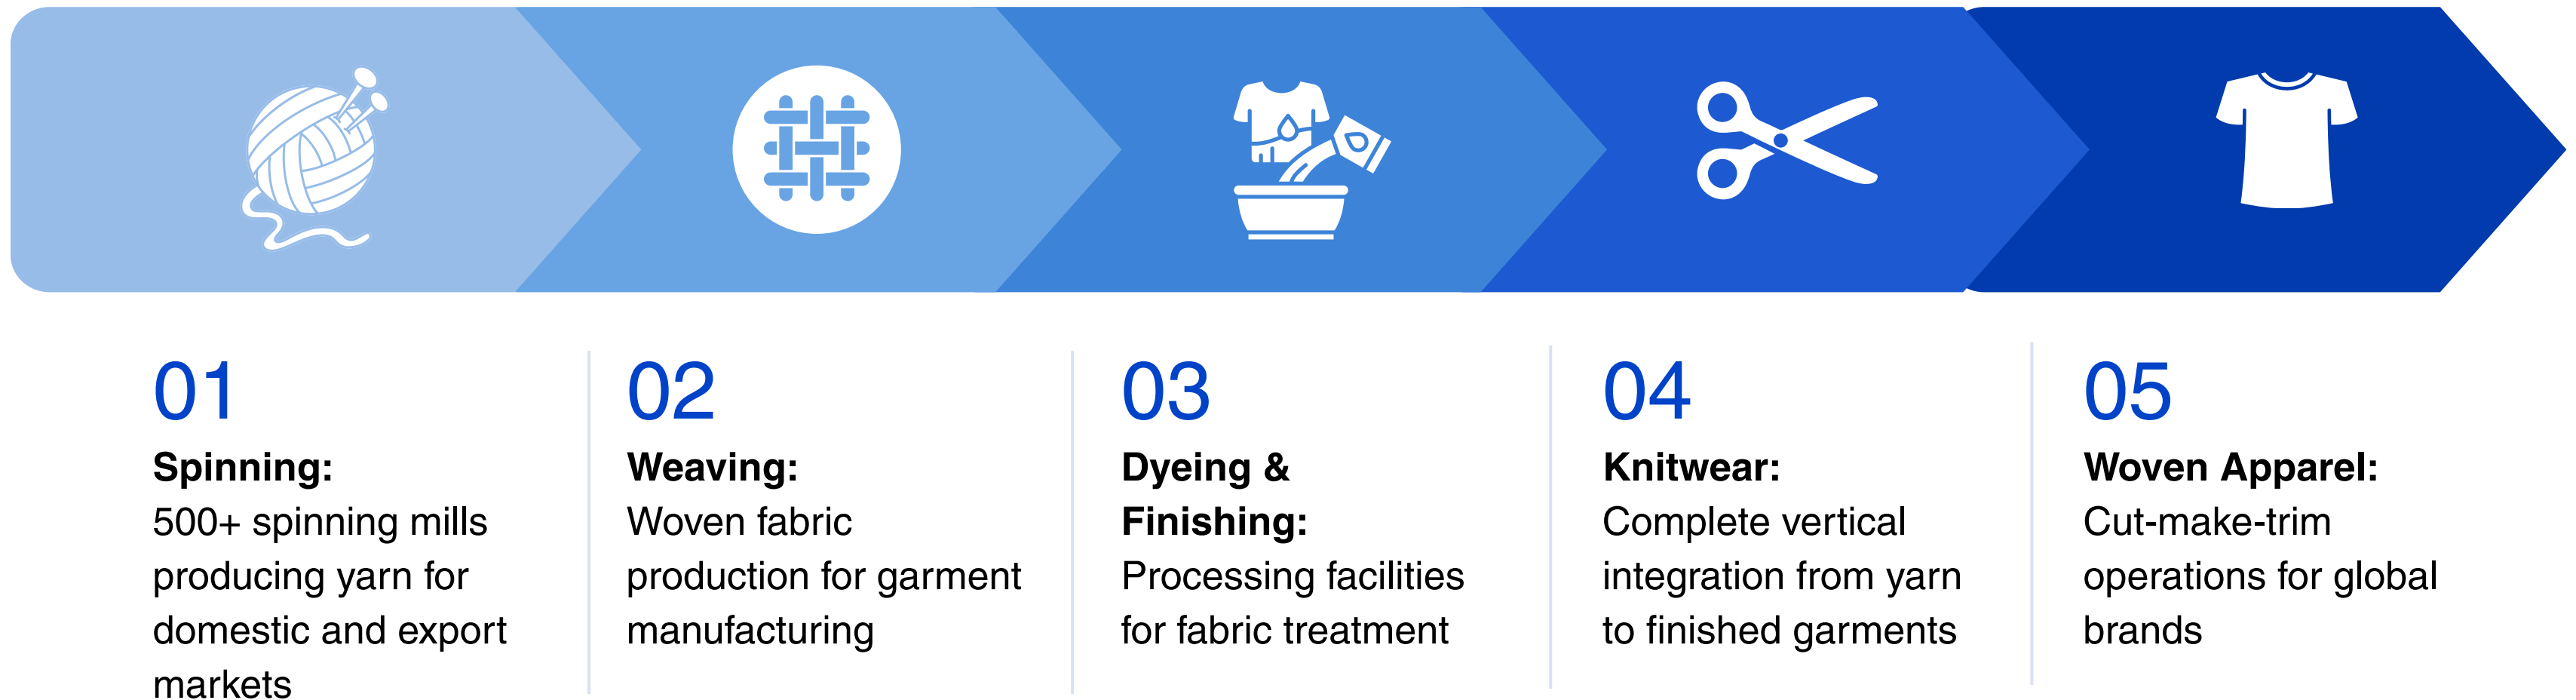 01
Spinning:
500+ spinning mills
producing yarn for
domestic and export
markets
02
Weaving:
Woven fabric
production for garment
manufacturing
03
Dyeing &
Finishing:
Processing facilities
for fabric treatment
04
Knitwear:
Complete vertical
integration from yarn
to finished garments
05
Woven Apparel:
Cut-make-trim
operations for global
brands